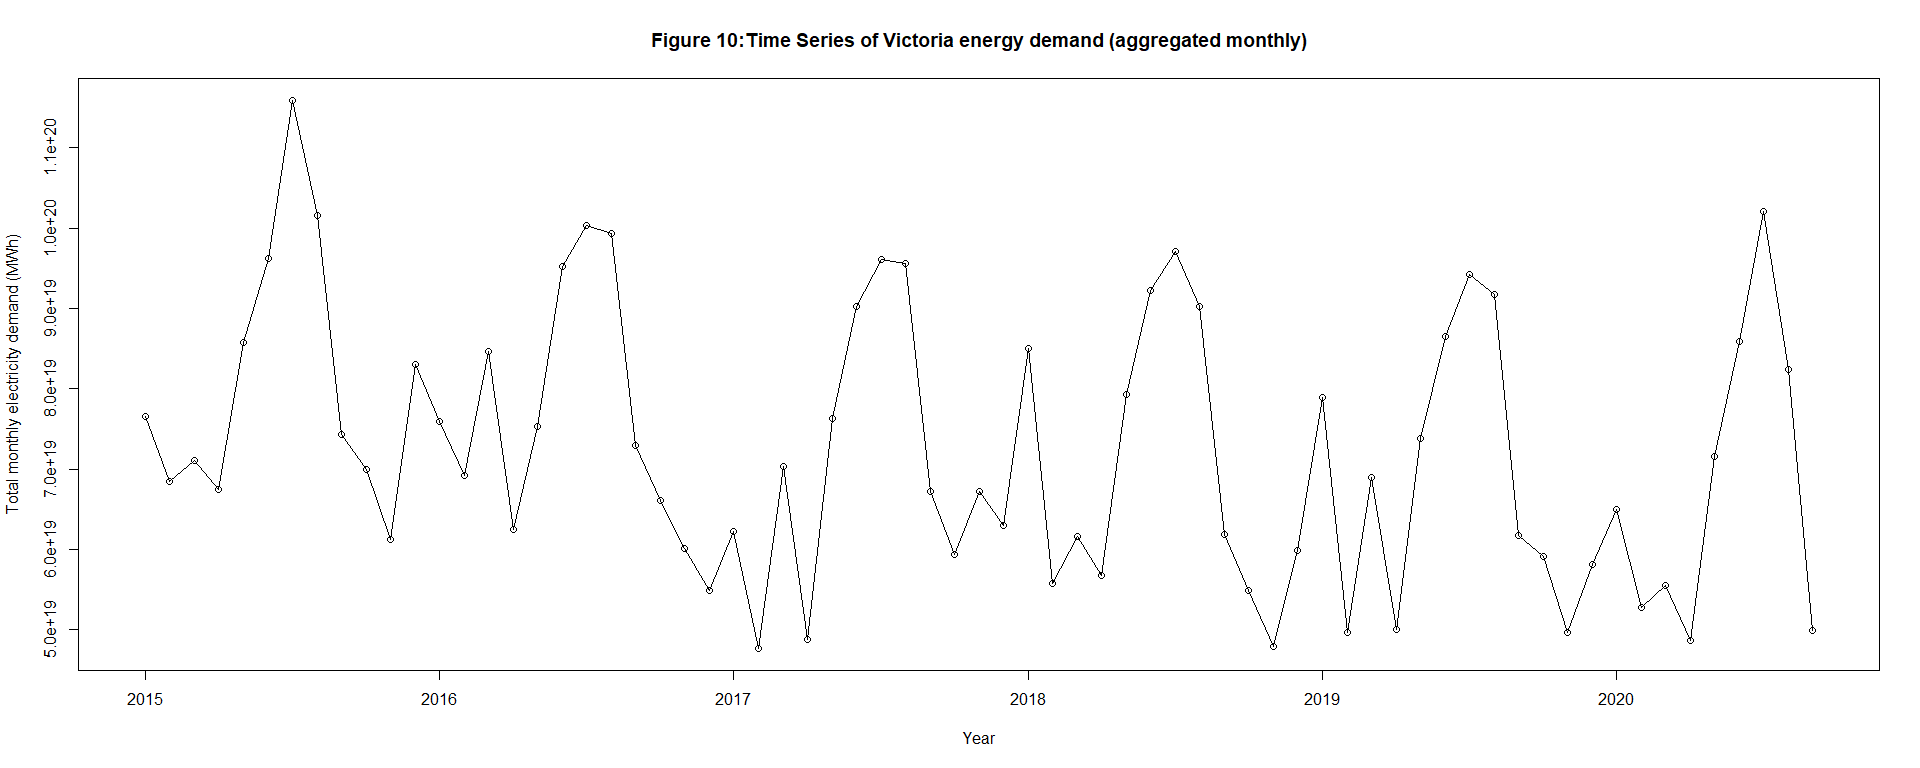 Figure 10:Time Series of Victoria energy demand (aggregated monthly)
Total monthly electricity demand (MWh)
1.1e+20
1.0e+20
9.0e+19
8.0e+19
7.0e+19
6.0e+19
5.0e+19
2015 2016 2017 2018 2019 2020
Year